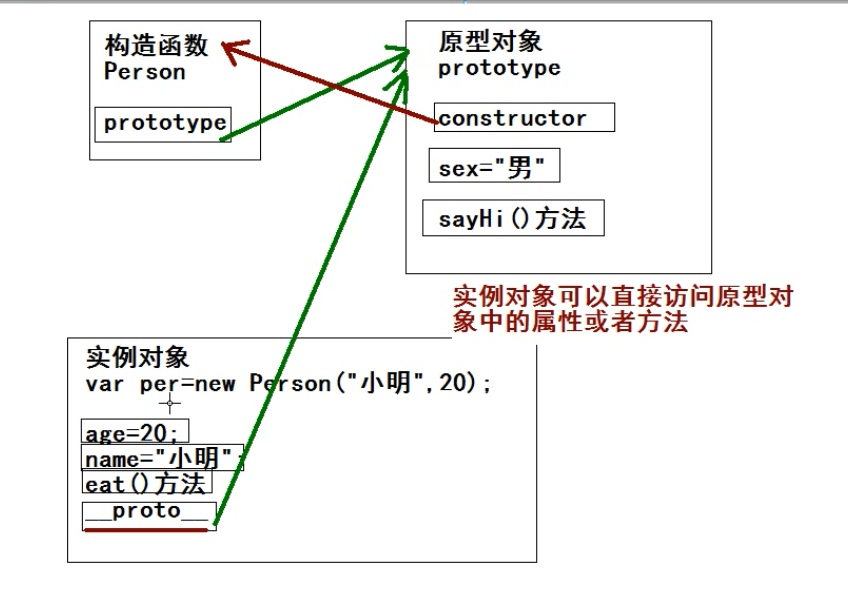 构造函数
Person
prototype
原型对象
prototype
constructor
sex="男"
sayHi()方法
实例对象可以直接访问原型对
象中的属性或者方法
实例对象
var per=new Person("小明",20);
age=20;
name="小明";
eat()方法
__proto__